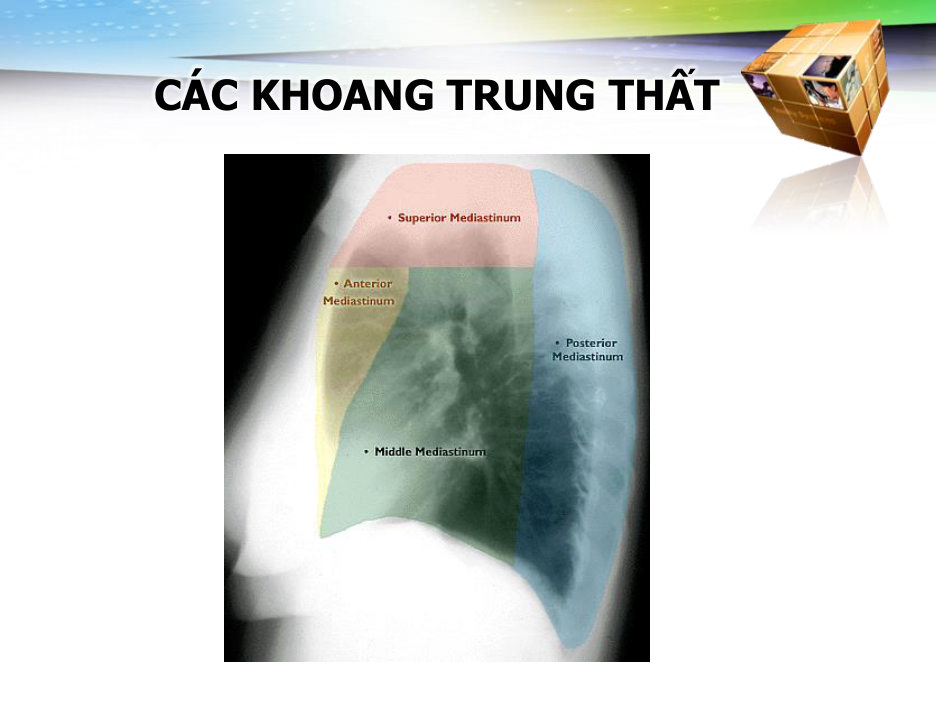 CÁC KHOANG TRUNG THẤT
• Superior Mediastinum
• Anterior
Mediastinum
• Posterior
Mediastinum
• Middle Mediastinum